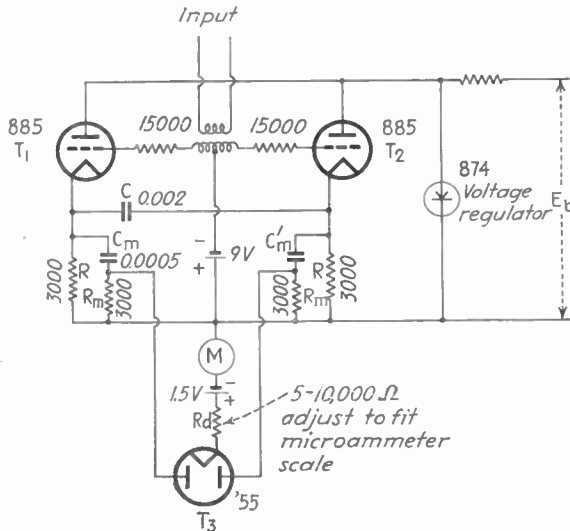 Input
885
T1
15000
15000
885
T2
874
Voltage
regulator
Eb
C
0.002
Cm
0.0005
C'm
-
+
9V
3000
R
Rm
3000
Rm
3000
R
3000
M
1.5V
-
+
Rd
5-10,000 Ω
adjust to fit
microammeter
scale
'55
T3